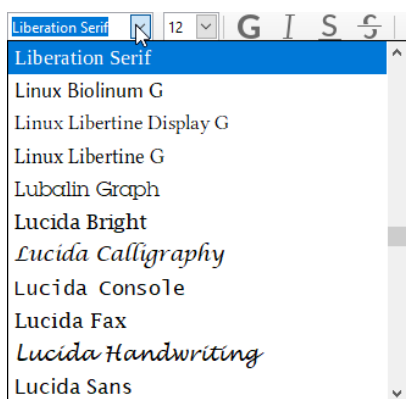 Liberation Serif 12 G I S S
Liberation Serif
Linux Biolinum G
Linux Libertine Display G
Linux Libertine G
Lubalin Graph
Lucida Bright
Lucida Calligraphy
Lucida Console
Lucida Fax
Lucida Handwriting
Lucida Sans